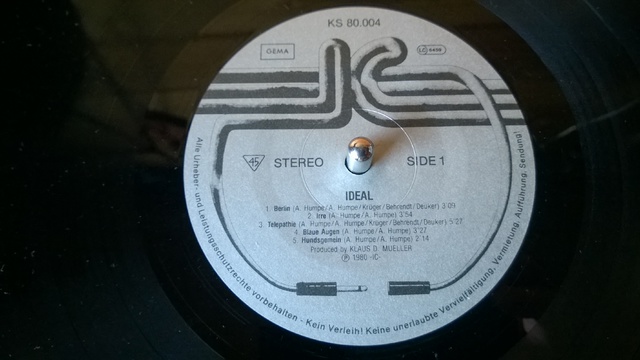 KS 80.004
GEMA
LC 4499
45 STEREO
SIDE 1
IDEAL
1. Berlin (A. Humpe/A. Humpe/Krüger/Behrendt/Deuker) 3'09
2. Irre (A. Humpe/A. Humpe) 3'54
3. Telepathie (A. Humpe/A. Humpe/Krüger/Behrendt/Deuker) 5'27
4. Blaue Augen (A. Humpe/A. Humpe) 3'27
5. Hundsgemein (A. Humpe/A. Humpe) 2'14
Produced by KLAUS D. MUELLER
Ⓟ 1980 IC
Alle Urheber- und Leistungsschutzrechte vorbehalten - Kein Verleih! Keine unerlaubte Vervielfältigung, Vermietung, Aufführung, Sendung!